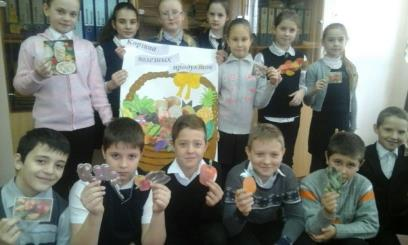 Корзина
полезных
продуктов